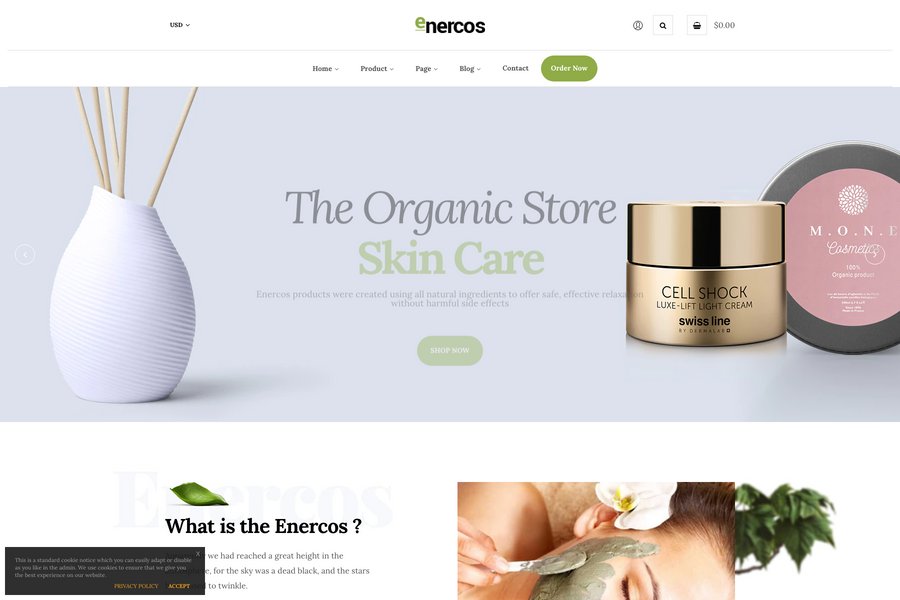 USD
enercos
$0.00
Home
Product
Page
Blog
Contact
Order Now
The Organic Store
Skin Care
Enercos products were created using all natural ingredients to offer safe, effective relaxation
without harmful side effects
SHOP NOW
CELL SHOCK
LUXE-LIFT LIGHT CREAM
swiss line
BY DERMALAB
M.O.N.E
Cosmetics
100%
Organic product
Enercos
What is the Enercos ?
we had reached a great height in the
for the sky was a dead black, and the stars
to twinkle.
X
This is a standard cookie notice which you can easily adapt or disable
as you like in the admin. We use cookies to ensure that we give you
the best experience on our website.
PRIVACY POLICY
ACCEPT